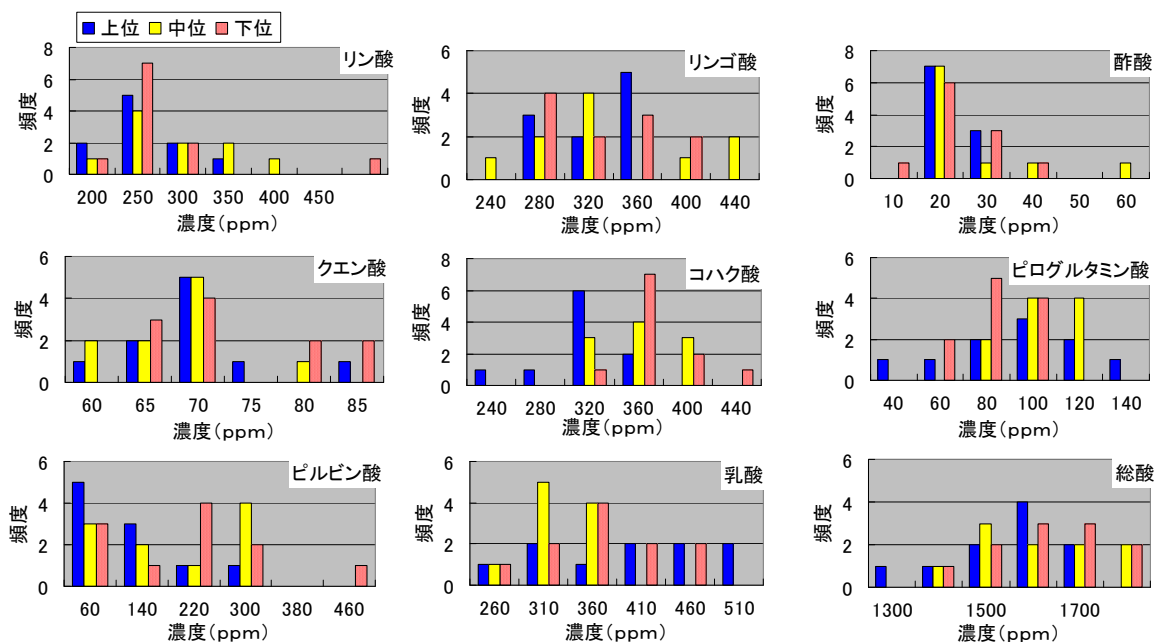 上位 中位 下位
リン酸
8
6
4
2
0
頻度
200 250 300 350 400 450
濃度(ppm)
リンゴ酸
6
4
2
0
頻度
240 280 320 360 400 440
濃度(ppm)
酢酸
8
6
4
2
0
頻度
10 20 30 40 50 60
濃度(ppm)
クエン酸
6
4
2
0
頻度
60 65 70 75 80 85
濃度(ppm)
コハク酸
8
6
4
2
0
頻度
240 280 320 360 400 440
濃度(ppm)
ピログルタミン酸
6
4
2
0
頻度
40 60 80 100 120 140
濃度(ppm)
ピルビン酸
6
4
2
0
頻度
60 140 220 300 380 460
濃度(ppm)
乳酸
6
4
2
0
頻度
260 310 360 410 460 510
濃度(ppm)
総酸
6
4
2
0
頻度
1300 1500 1700
濃度(ppm)